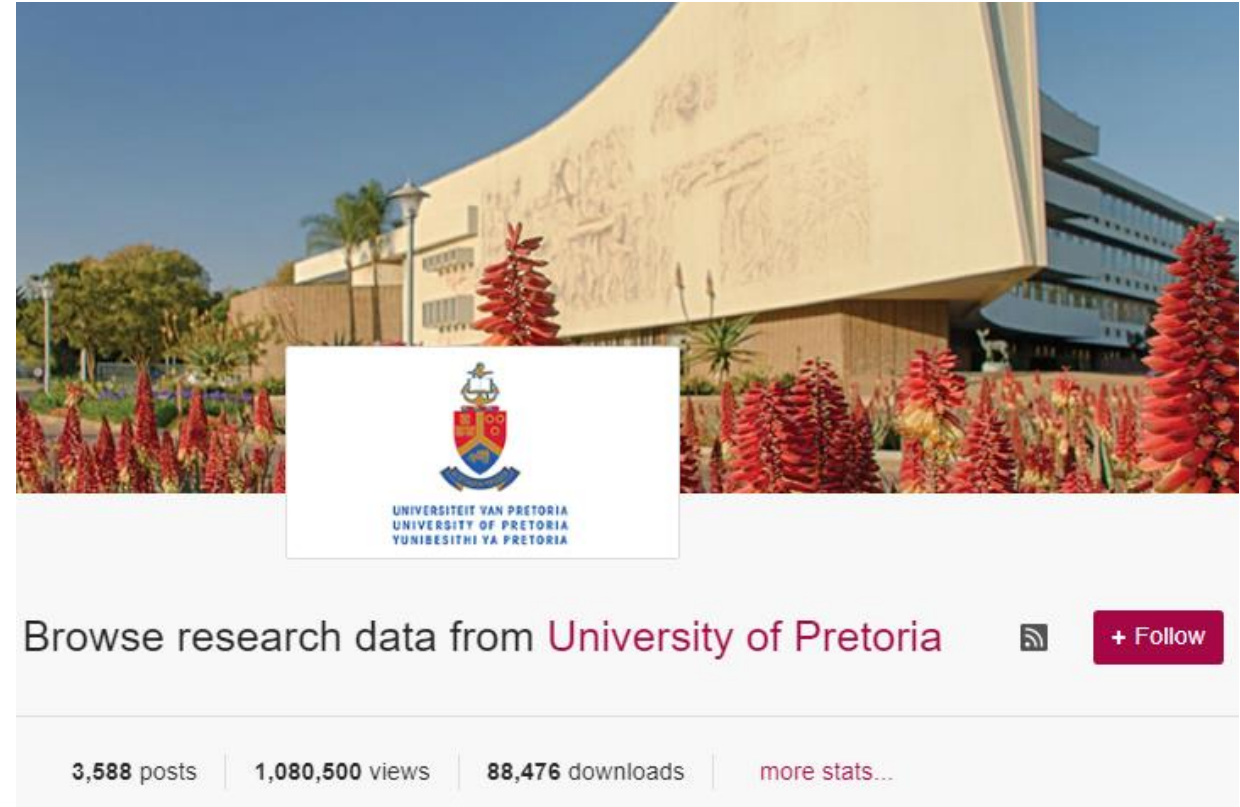 UNIVERSITEIT VAN PRETORIA
UNIVERSITY OF PRETORIA
YUNIBESITHI YA PRETORIA
Browse research data from University of Pretoria
+ Follow
3,588 posts
1,080,500 views
88,476 downloads
more stats...